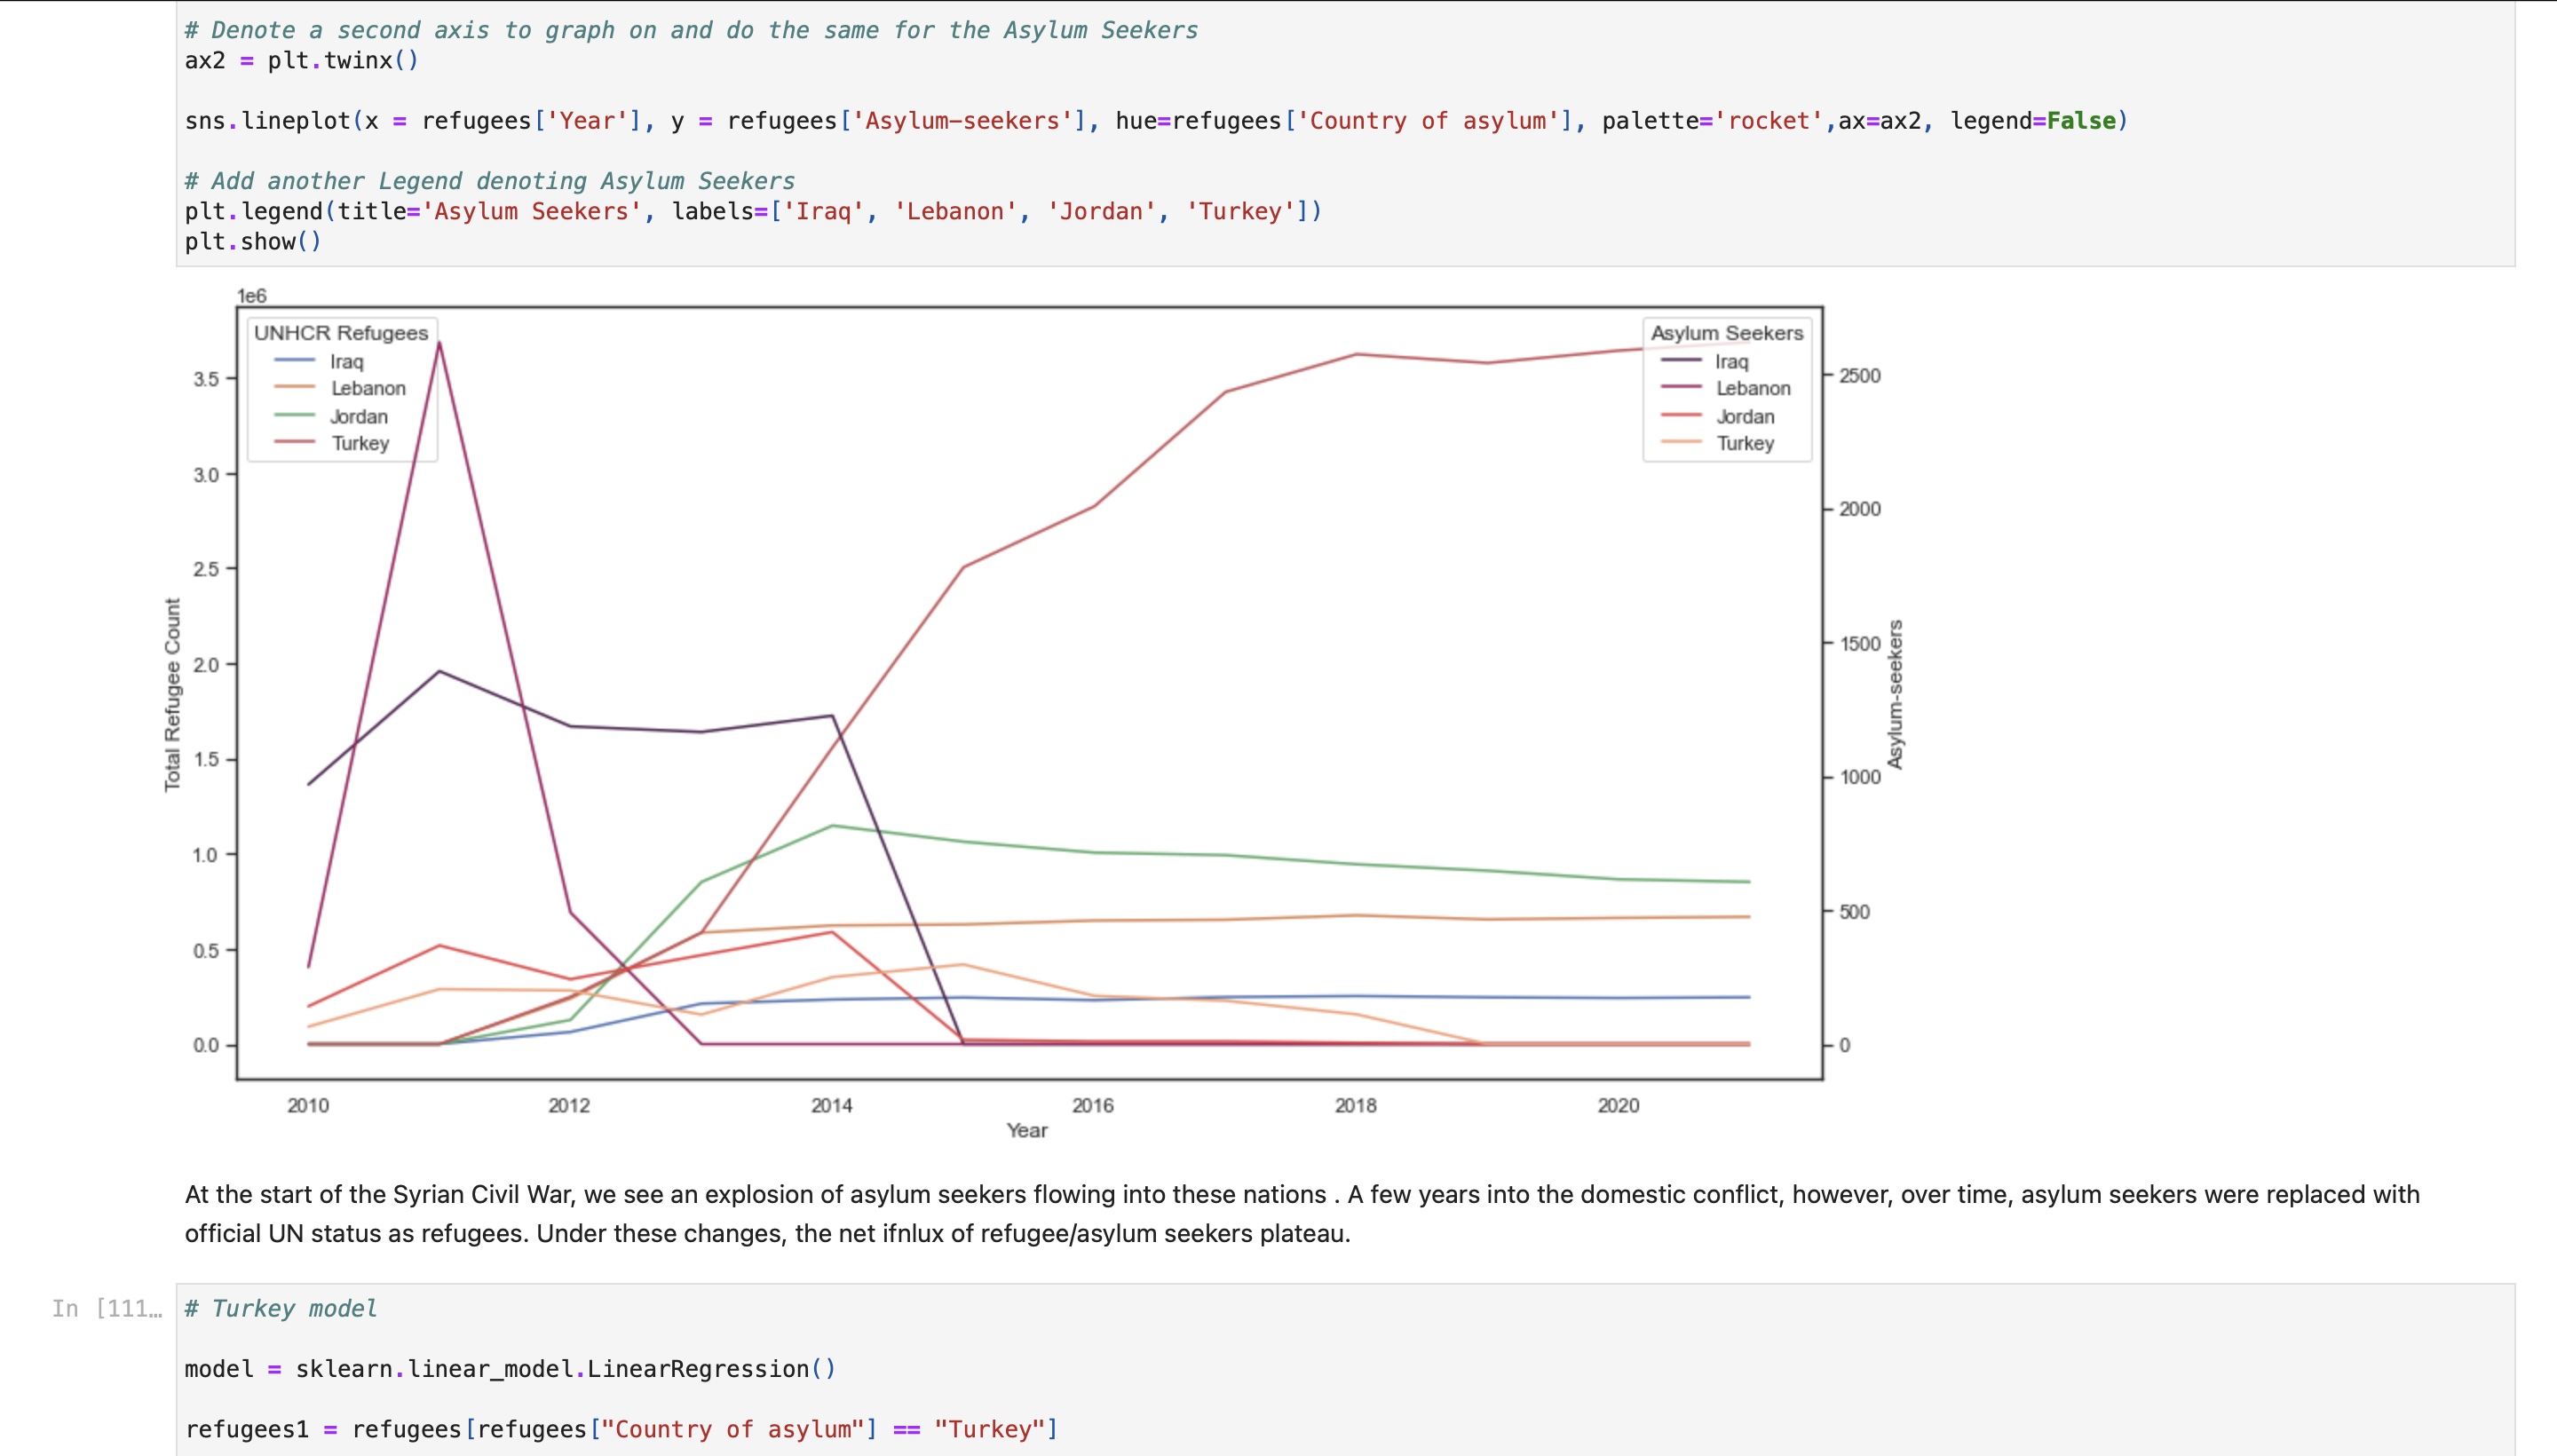 # Denote a second axis to graph on and do the same for the Asylum Seekers
ax2 = plt.twinx()
sns.lineplot(x = refugees['Year'], y = refugees['Asylum-seekers'], hue=refugees['Country of asylum'], palette='rocket',ax=ax2, legend=False)
# Add another Legend denoting Asylum Seekers
plt.legend(title='Asylum Seekers', labels=['Iraq', 'Lebanon', 'Jordan', 'Turkey'])
plt.show()
1e6
UNHCR Refugees
Iraq
Lebanon
Jordan
Turkey
Asylum Seekers
Iraq
Lebanon
Jordan
Turkey
3.5
3.0
2.5
2.0
1.5
1.0
0.5
0.0
Total Refugee Count
2500
2000
1500
1000
500
0
Asylum-seekers
2010
2012
2014
2016
2018
2020
Year
At the start of the Syrian Civil War, we see an explosion of asylum seekers flowing into these nations . A few years into the domestic conflict, however, over time, asylum seekers were replaced with
official UN status as refugees. Under these changes, the net ifnlux of refugee/asylum seekers plateau.
In [111…
# Turkey model
model = sklearn.linear_model.LinearRegression()
refugees1 = refugees[refugees["Country of asylum"] == "Turkey"]